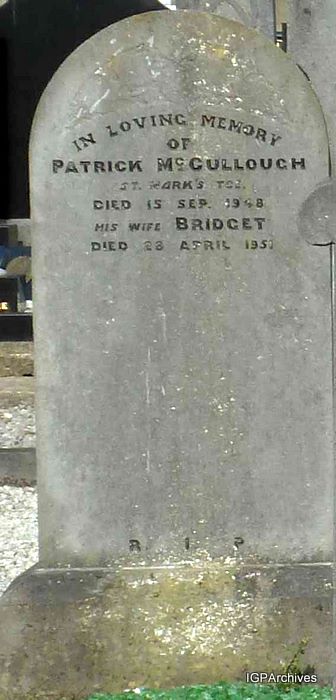 IN LOVING MEMORY
OF
PATRICK McCULLOUGH
ST. MARK'S TCE.
DIED 15 SEP. 1948
HIS WIFE BRIDGET
DIED 28 APRIL 1951
R. I. P.
IGPArchives